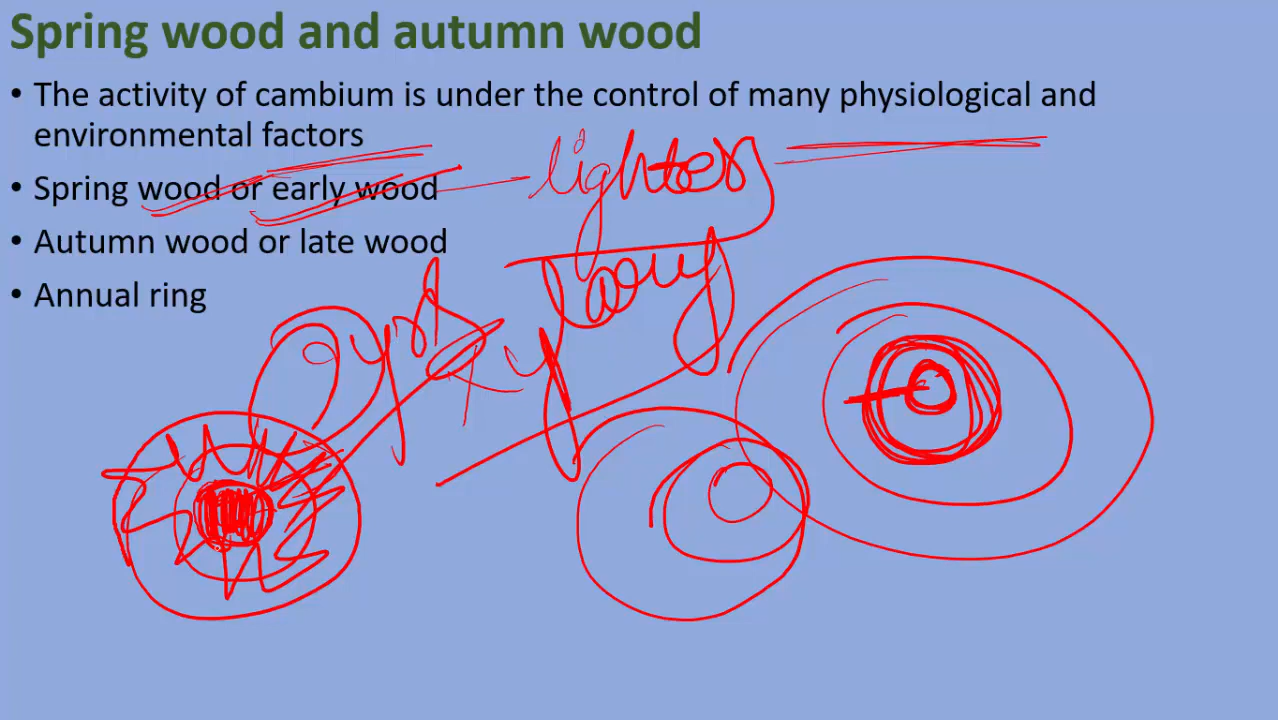 Spring wood and autumn wood
• The activity of cambium is under the control of many physiological and
environmental factors
• Spring wood or early wood
lighter
• Autumn wood or late wood
• Annual ring